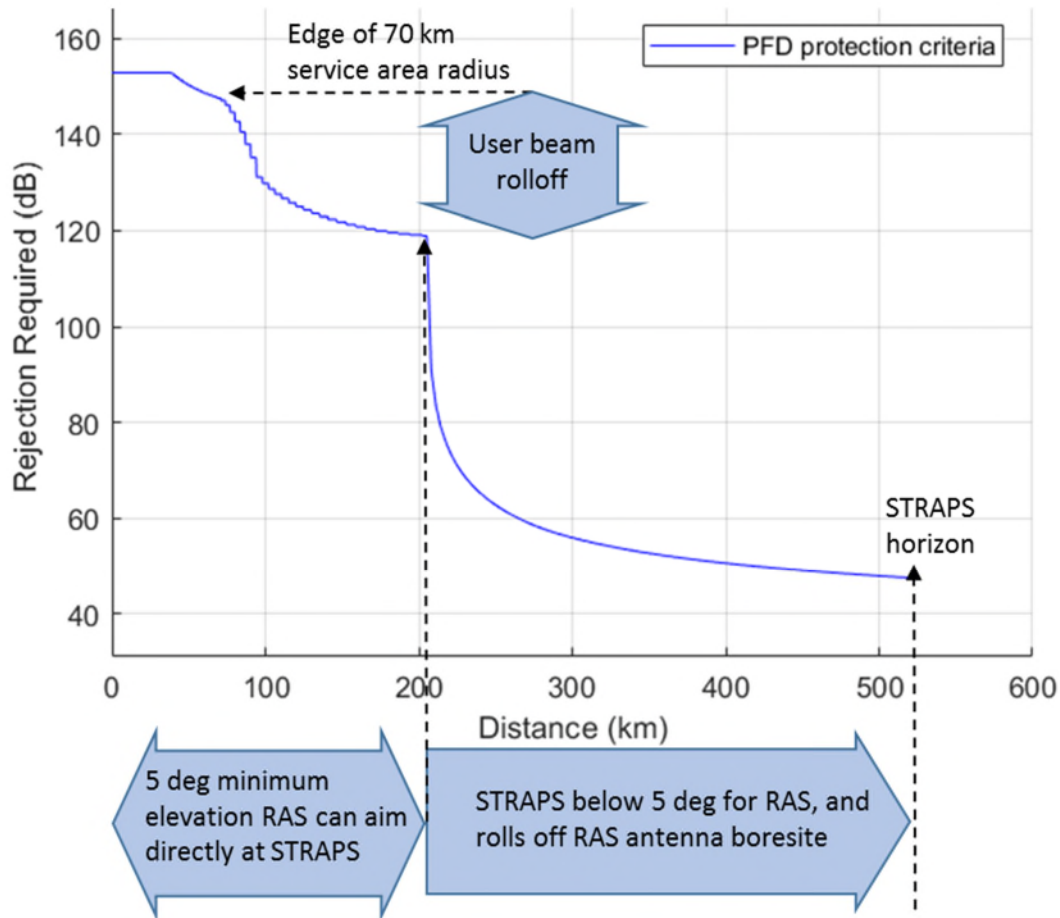 Edge of 70 km
service area radius
PFD protection criteria
User beam
rolloff
STRAPS
horizon
Rejection Required (dB)
160
140
120
100
80
60
40
0
100
200
300
400
500
600
Distance (km)
5 deg minimum
elevation RAS can aim
directly at STRAPS
STRAPS below 5 deg for RAS, and
rolls off RAS antenna boresite